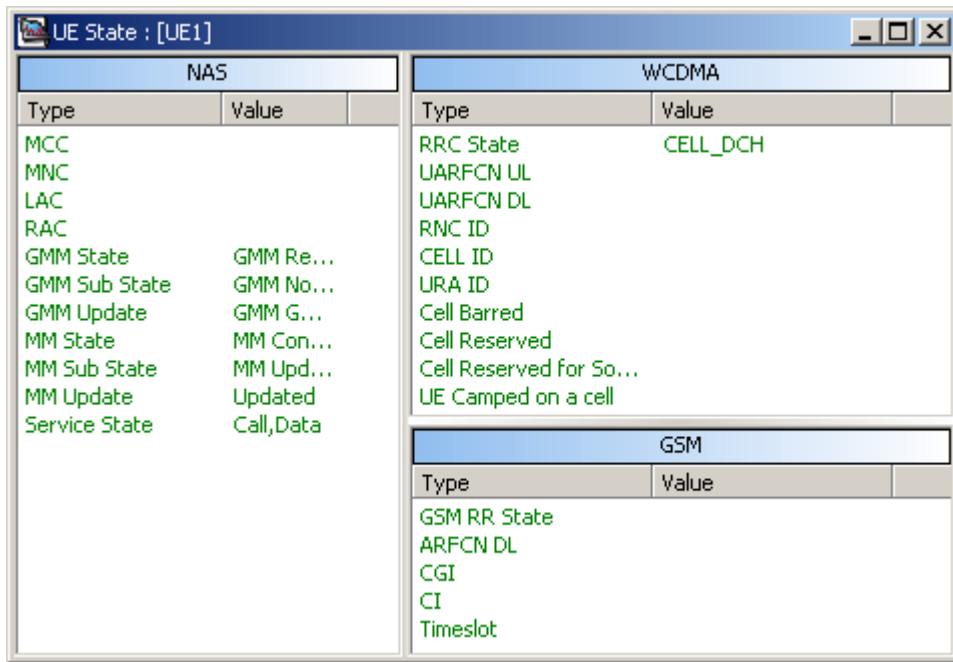 UE State : [UE1]
NAS
Type Value
MCC
MNC
LAC
RAC
GMM State GMM Re...
GMM Sub State GMM No...
GMM Update GMM G...
MM State MM Con...
MM Sub State MM Upd...
MM Update Updated
Service State Call,Data
WCDMA
Type Value
RRC State CELL_DCH
UARFCN UL
UARFCN DL
RNC ID
CELL ID
URA ID
Cell Barred
Cell Reserved
Cell Reserved for So...
UE Camped on a cell
GSM
Type Value
GSM RR State
ARFCN DL
CGI
CI
Timeslot